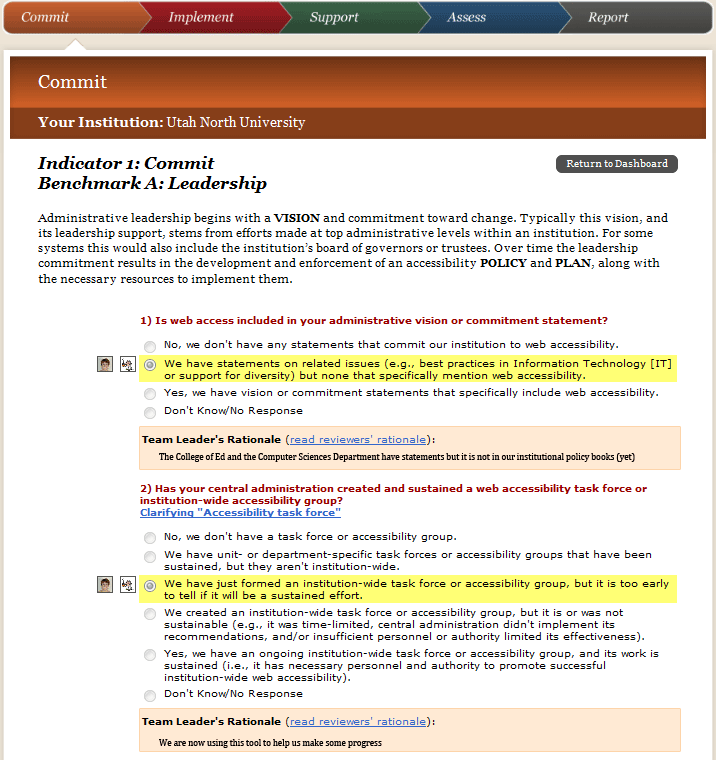 Commit Implement Support Assess Report
Commit
Your Institution: Utah North University
Indicator 1: Commit
Return to Dashboard
Benchmark A: Leadership
Administrative leadership begins with a VISION and commitment toward change. Typically this vision, and
its leadership support, stems from efforts made at top administrative levels within an institution. For some
systems this would also include the institution's board of governors or trustees. Over time the leadership
commitment results in the development and enforcement of an accessibility POLICY and PLAN, along with
the necessary resources to implement them.
1) Is web access included in your administrative vision or commitment statement?
No, we don't have any statements that commit our institution to web accessibility.
We have statements on related issues (e.g., best practices in Information Technology [IT]
or support for diversity) but none that specifically mention web accessibility.
Yes, we have vision or commitment statements that specifically include web accessibility.
Don't Know/No Response
Team Leader's Rationale (read reviewers' rationale):
The College of Ed and the Computer Sciences Department have statements but it is not in our institutional policy books (yet)
2) Has your central administration created and sustained a web accessibility task force or
institution-wide accessibility group?
Clarifying "Accessibility task force"
No, we don't have a task force or accessibility group.
We have unit- or department-specific task forces or accessibility groups that have been
sustained, but they aren't institution-wide.
We have just formed an institution-wide task force or accessibility group, but it is too early
to tell if it will be a sustained effort.
We created an institution-wide task force or accessibility group, but it is or was not
sustainable (e.g., it was time-limited, central administration didn't implement its
recommendations, and/or insufficient personnel or authority limited its effectiveness).
Yes, we have an ongoing institution-wide task force or accessibility group, and its work is
sustained (i.e., it has necessary personnel and authority to promote successful
institution-wide web accessibility).
Don't Know/No Response
Team Leader's Rationale (read reviewers' rationale):
We are now using this tool to help us make some progress